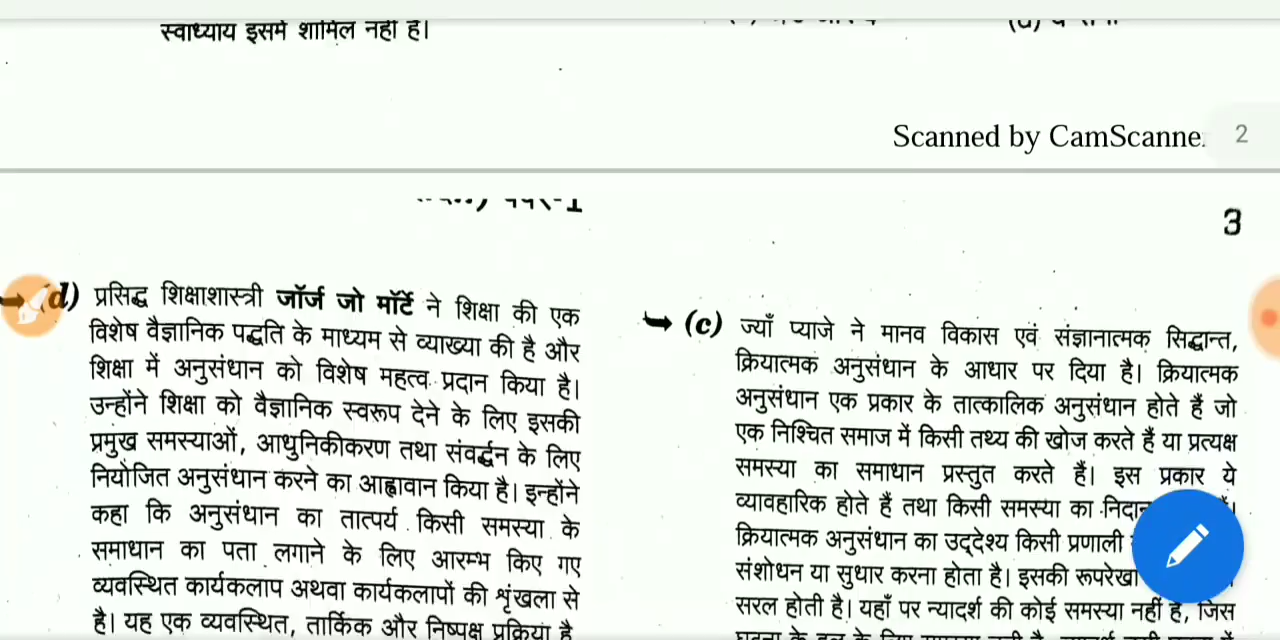 स्वाध्याय इसमें शामिल नहीं है।
Scanned by CamScanne
2
3
(d) प्रसिद्ध शिक्षाशास्त्री जॉर्ज जो मॉर्टे ने शिक्षा की एक
विशेष वैज्ञानिक पद्धति के माध्यम से व्याख्या की है और
शिक्षा में अनुसंधान को विशेष महत्व प्रदान किया है।
उन्होंने शिक्षा को वैज्ञानिक स्वरूप देने के लिए इसकी
प्रमुख समस्याओं, आधुनिकीकरण तथा संवर्द्धन के लिए
नियोजित अनुसंधान करने का आह्वावान किया है। इन्होंने
कहा कि अनुसंधान का तात्पर्य किसी समस्या के
समाधान का पता लगाने के लिए आरम्भ किए गए
व्यवस्थित कार्यकलाप अथवा कार्यकलापों की शृंखला से
है। यह एक व्यवस्थित, तार्किक और निष्पक्ष प्रक्रिया है
(c) ज्याँ प्याजे ने मानव विकास एवं संज्ञानात्मक सिद्धान्त,
क्रियात्मक अनुसंधान के आधार पर दिया है। क्रियात्मक
अनुसंधान एक प्रकार के तात्कालिक अनुसंधान होते हैं जो
एक निश्चित समाज में किसी तथ्य की खोज करते हैं या प्रत्यक्ष
समस्या का समाधान प्रस्तुत करते हैं। इस प्रकार ये
व्यावहारिक होते हैं तथा किसी समस्या का
क्रियात्मक अनुसंधान का उद्देश्य किसी प्रणाली
संशोधन या सुधार करना होता है। इसकी रूपरेखा
सरल होती है। यहाँ पर न्यादर्श की कोई समस्या नहीं है, जिस